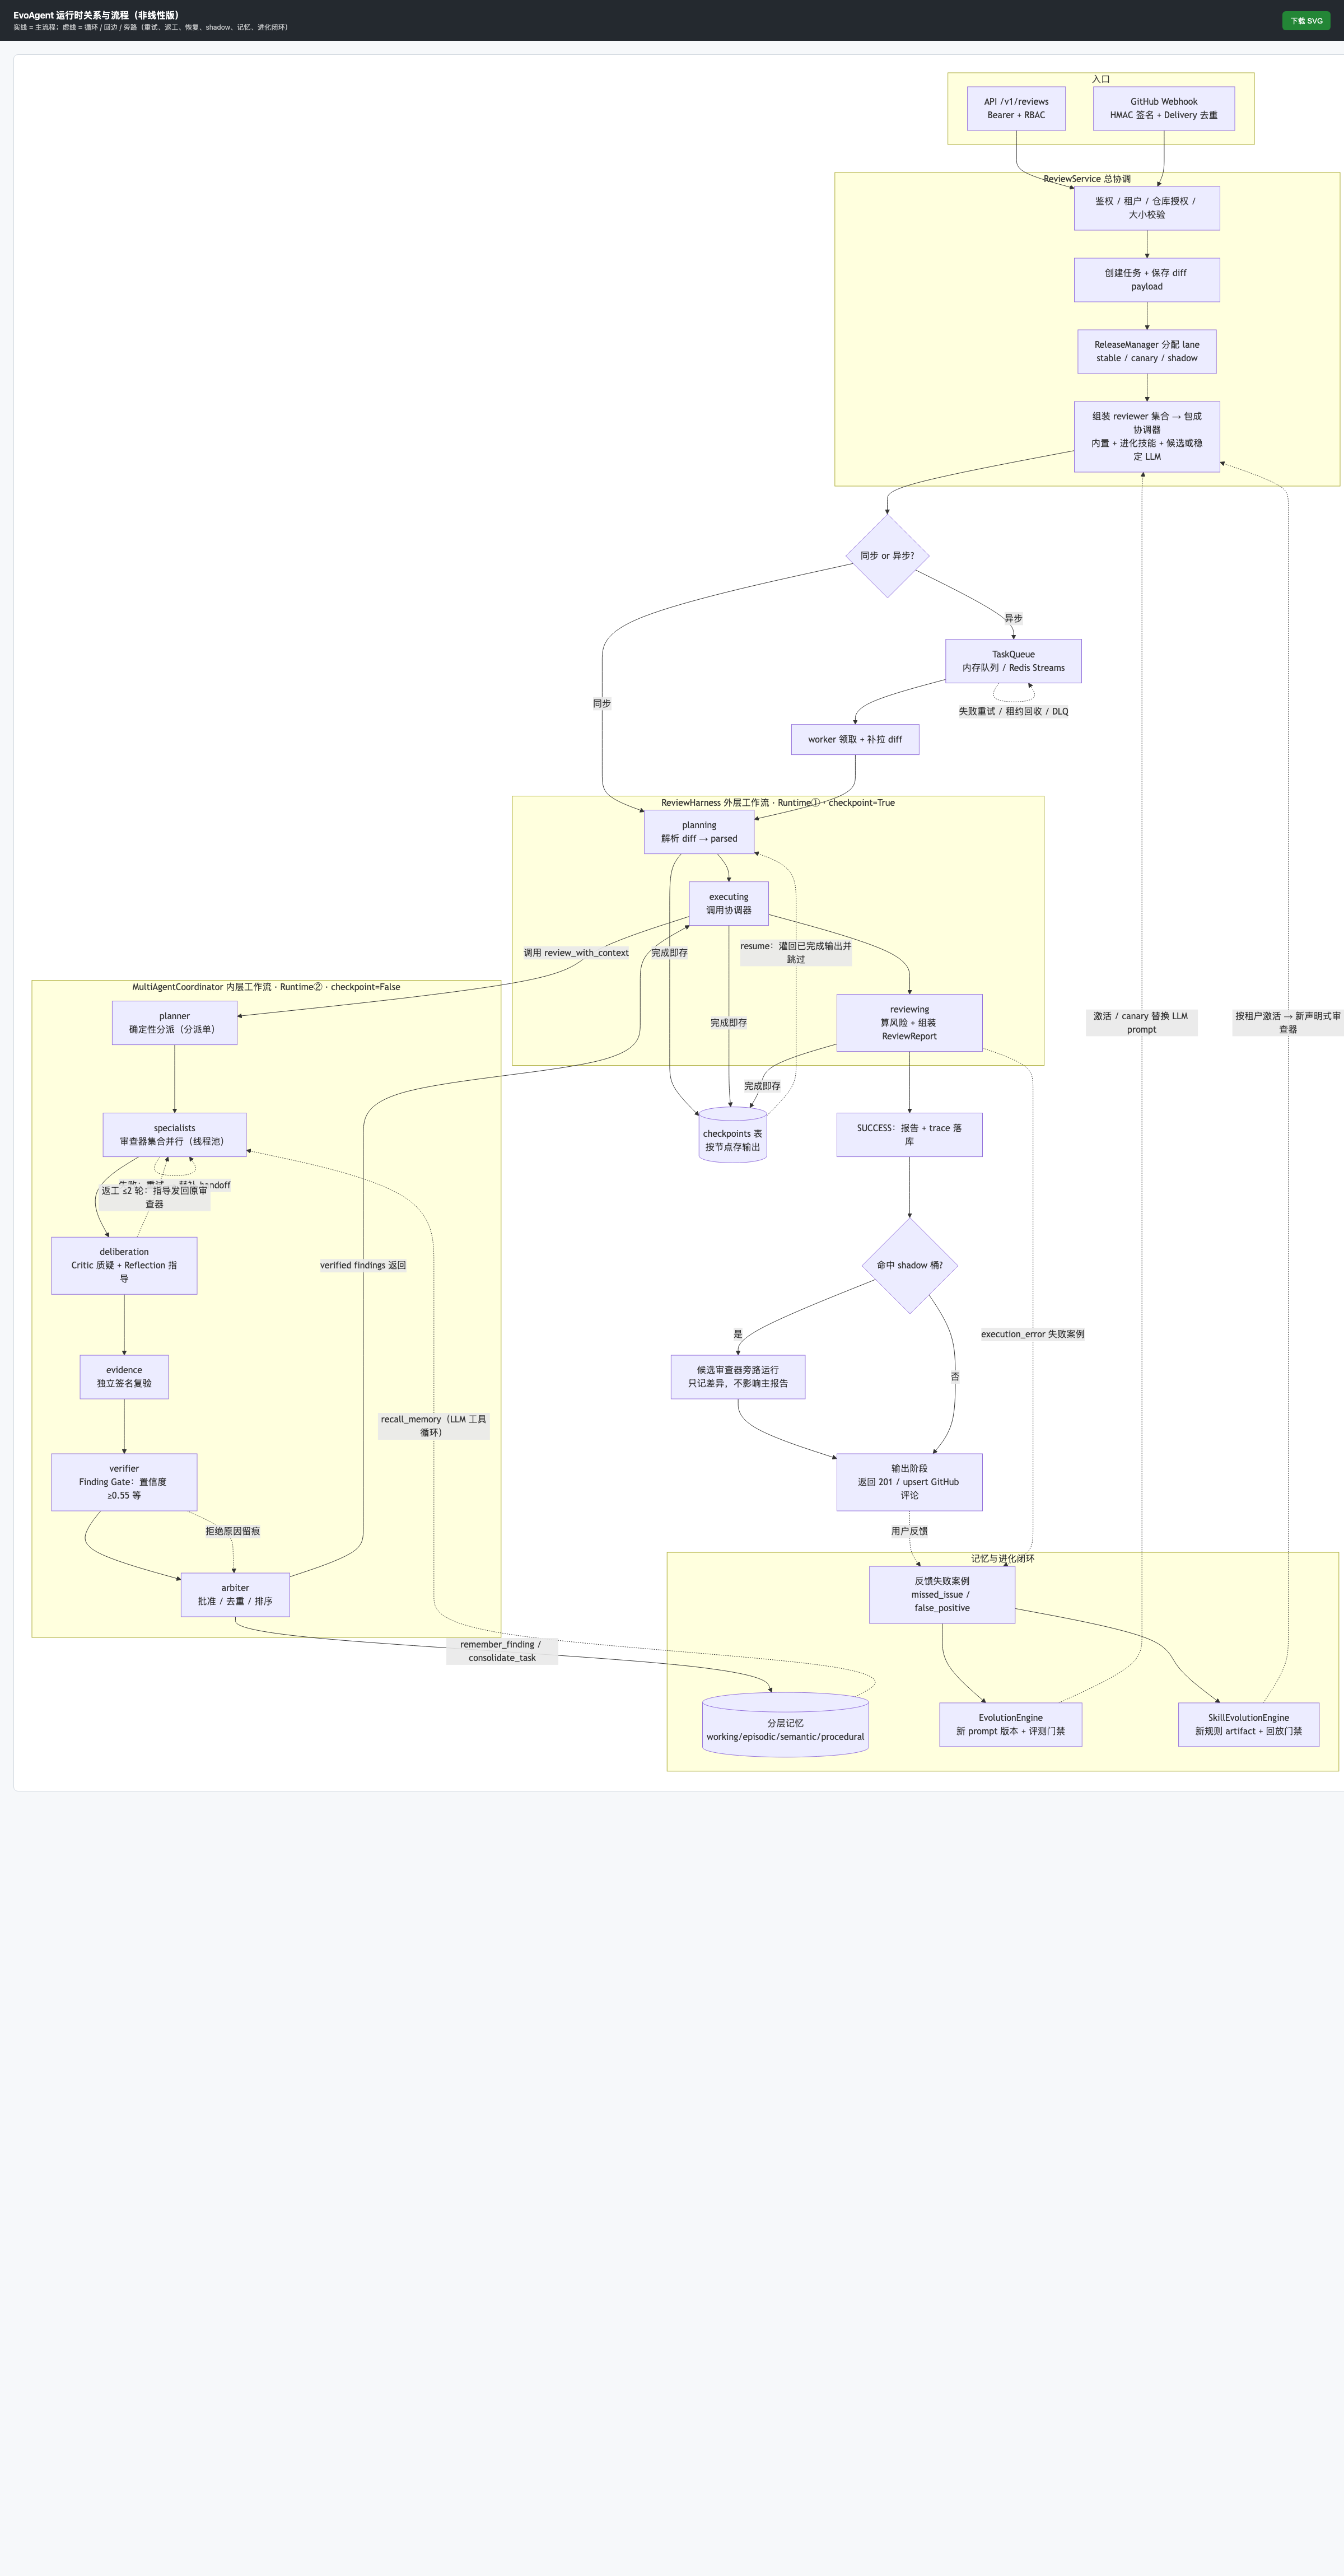 EvoAgent 运行时关系与流程（非线性版）
实线 = 主流程；虚线 = 循环 / 回边 / 旁路（重试、返工、恢复、shadow、记忆、进化闭环）
下载 SVG
入口
API /v1/reviews
Bearer + RBAC
GitHub Webhook
HMAC 签名 + Delivery 去重
ReviewService 总协调
鉴权 / 租户 / 仓库授权 /
大小校验
创建任务 + 保存 diff
payload
ReleaseManager 分配 lane
stable / canary / shadow
组装 reviewer 集合 → 包成
协调器
内置 + 进化技能 + 候选或稳
定 LLM
同步 or 异步?
异步
TaskQueue
内存队列 / Redis Streams
同步
失败重试 / 租约回收 / DLQ
worker 领取 + 补拉 diff
ReviewHarness 外层工作流 · Runtime① · checkpoint=True
planning
解析 diff → parsed
executing
调用协调器
调用 review_with_context
完成即存
resume：灌回已完成输出并
跳过
reviewing
算风险 + 组装
ReviewReport
完成即存
完成即存
激活 / canary 替换 LLM
prompt
按租户激活 → 新声明式审
查器
MultiAgentCoordinator 内层工作流 · Runtime② · checkpoint=False
planner
确定性分派（分派单）
specialists
审查器集合并行（线程池）
checkpoints 表
按节点存输出
SUCCESS：报告 + trace 落
库
handoff
返工 ≤2 轮：指导发回原审
查器
deliberation
Critic 质疑 + Reflection 指
导
verified findings 返回
命中 shadow 桶?
是
execution_error 失败案例
evidence
独立签名复验
候选审查器旁路运行
只记差异，不影响主报告
否
recall_memory（LLM 工具
循环）
verifier
Finding Gate：置信度
≥0.55 等
输出阶段
返回 201 / upsert GitHub
评论
拒绝原因留痕
用户反馈
arbiter
批准 / 去重 / 排序
记忆与进化闭环
反馈失败案例
missed_issue /
false_positive
remember_finding /
consolidate_task
分层记忆
working/episodic/semantic/procedural
EvolutionEngine
新 prompt 版本 + 评测门禁
SkillEvolutionEngine
新规则 artifact + 回放门禁